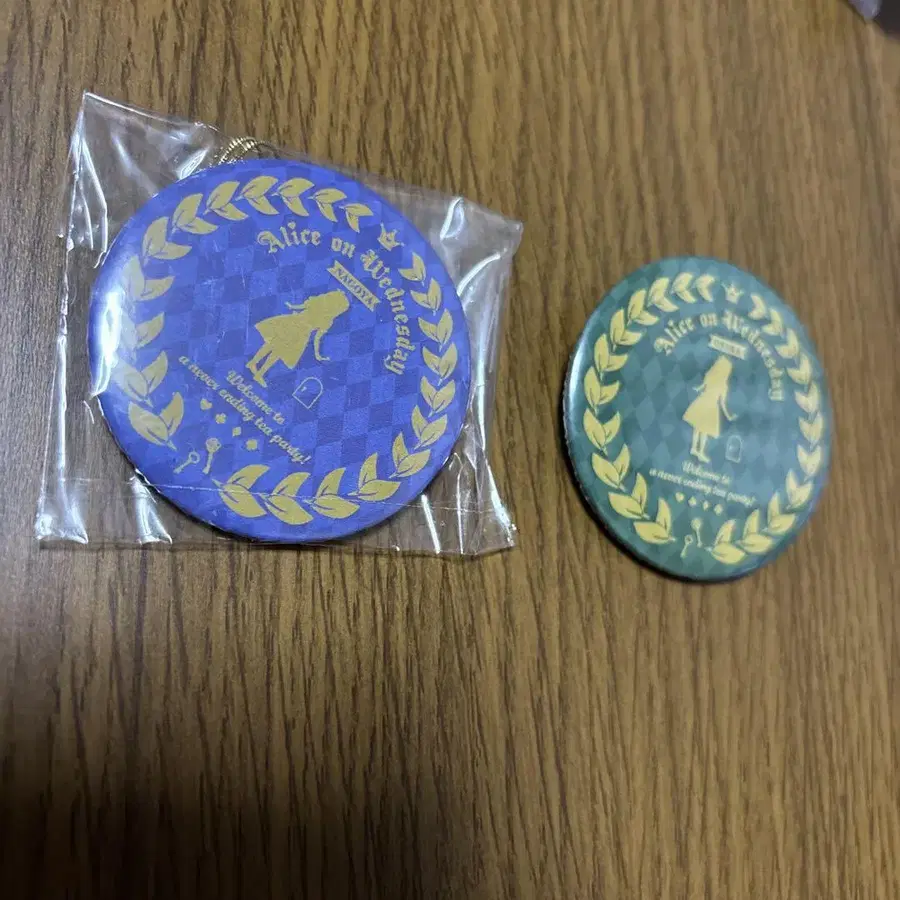 Alice on Wednesday
NAGOYA
Welcome to
a never ending tea party!
Alice on Wednesday
Welcome to
a never ending tea party!